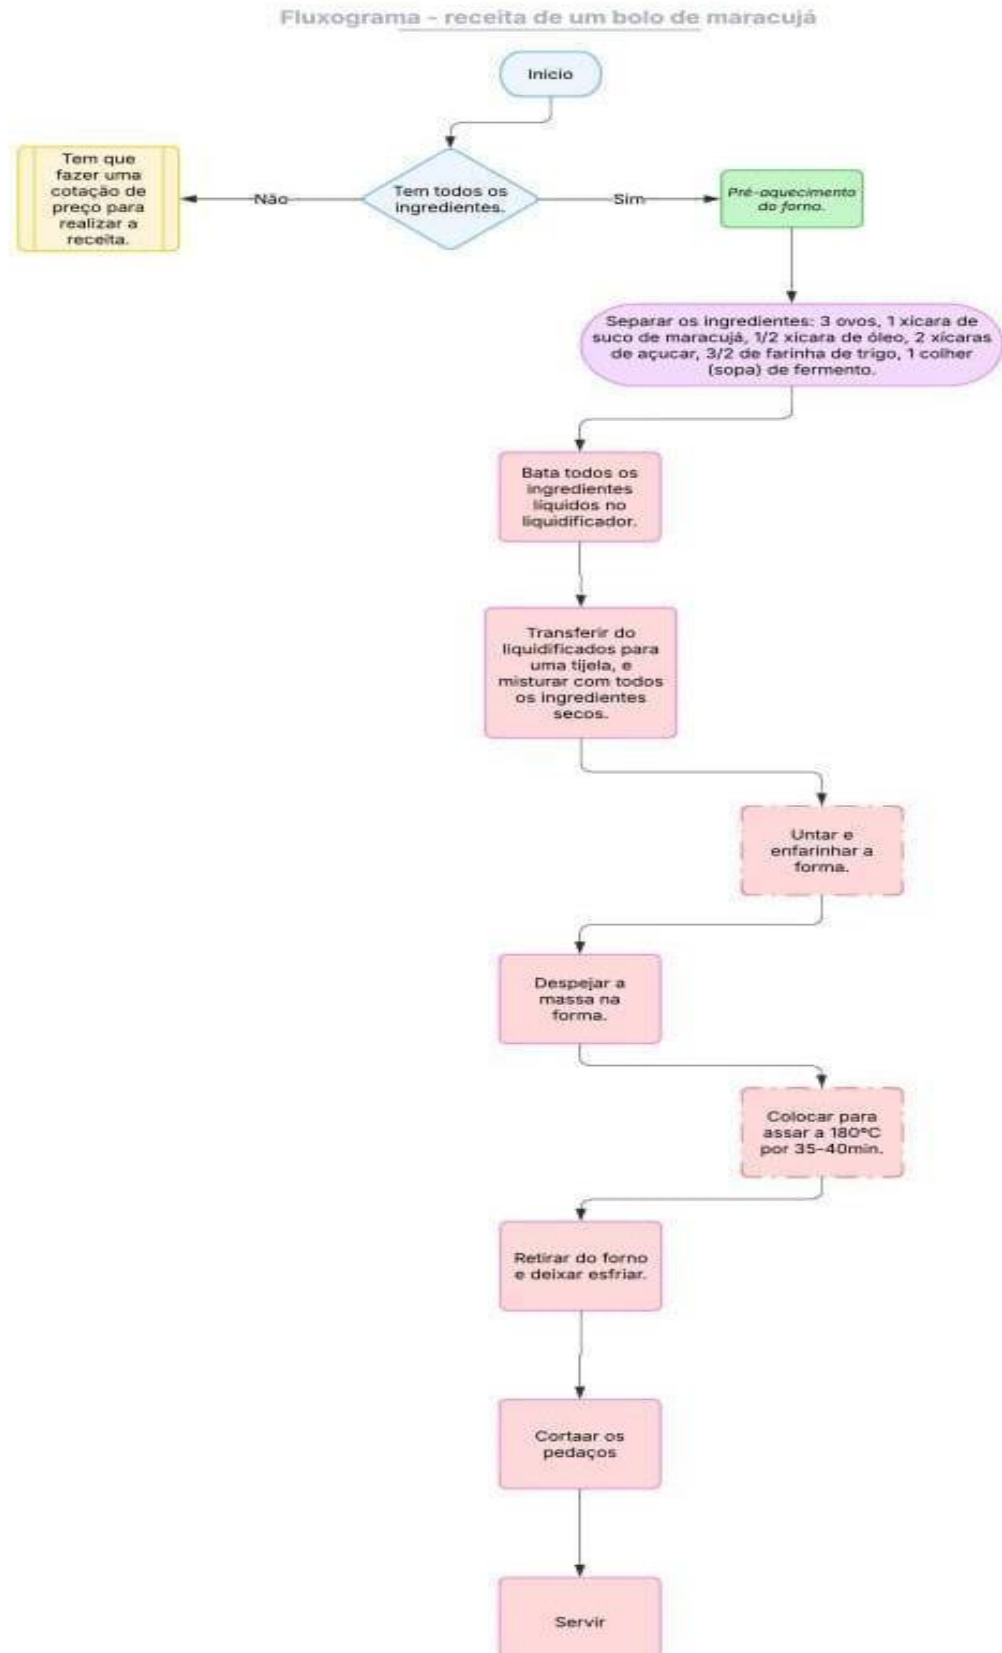 Fluxograma - receita de um bolo de maracujá
Inicio
Tem que
fazer uma
cotação de
preço para
realizar a
receita.
Não
Tem todos os
ingredientes.
Sim
Pré-aquecimento
do forno.
Separar os ingredientes: 3 ovos, 1 xicara de
suco de maracujá, 1/2 xicara de óleo, 2 xicaras
de açucar, 3/2 de farinha de trigo, 1 colher
(sopa) de fermento.
Bata todos os
ingredientes
liquidos no
liquidificador.
Transferir do
liquidificados para
uma tijela, e
misturar com todos
os ingredientes
secos.
Untar e
enfarinhar a
forma.
Despejar a
massa na
forma.
Colocar para
assar a 180°C
por 35-40min.
Retirar do forno
e deixar esfriar.
Cortaar os
pedaços
Servir